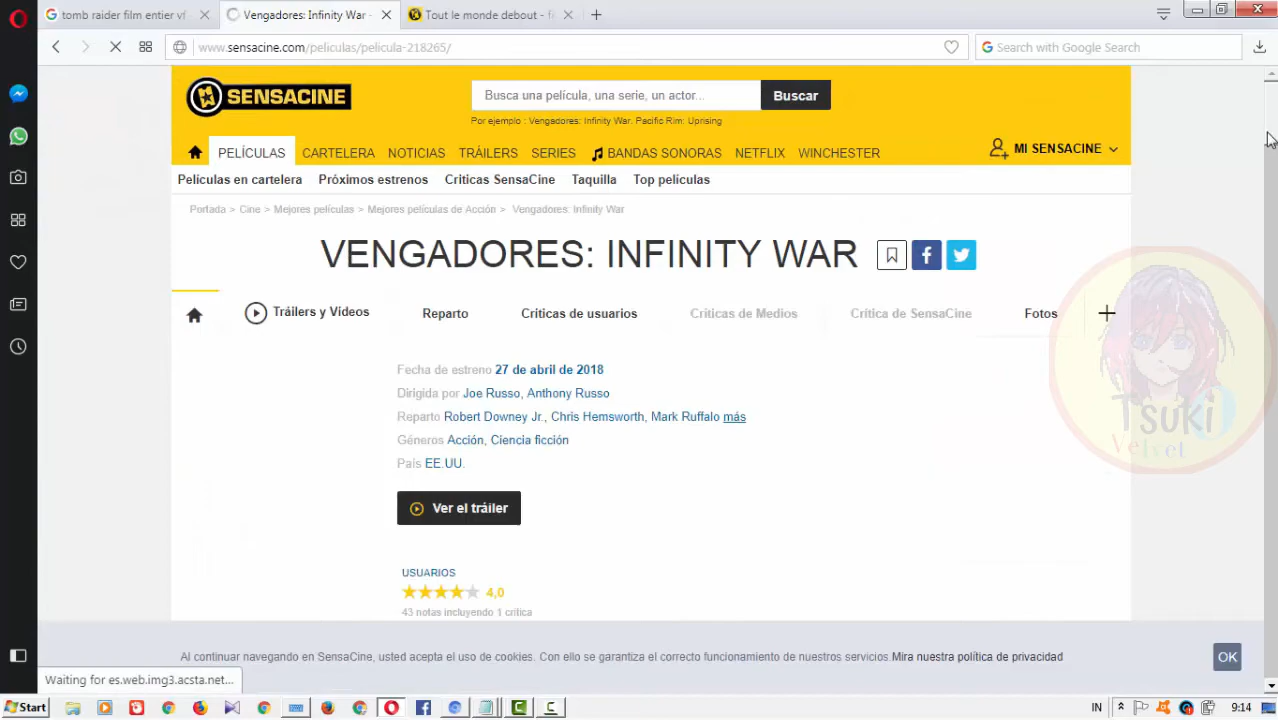 tomb raider film entier vf
Vengadores: Infinity War -
Tout le monde debout - fi
www.sensacine.com/peliculas/pelicula-218265/
Search with Google Search
SENSACINE
Busca una película, una serie, un actor...
Buscar
Por ejemplo : Vengadores: Infinity War, Pacific Rim: Uprising
PELÍCULAS CARTELERA NOTICIAS TRÁILERS SERIES BANDAS SONORAS NETFLIX WINCHESTER
MI SENSACINE
Películas en cartelera Próximos estrenos Críticas SensaCine Taquilla Top películas
Portada > Cine > Mejores películas > Mejores películas de Acción > Vengadores: Infinity War
VENGADORES: INFINITY WAR
Tráilers y Vídeos Reparto Críticas de usuarios Críticas de Medios Crítica de SensaCine Fotos
Fecha de estreno 27 de abril de 2018
Dirigida por Joe Russo, Anthony Russo
Reparto Robert Downey Jr., Chris Hemsworth, Mark Ruffalo más
Géneros Acción, Ciencia ficción
País EE.UU.
Ver el tráiler
USUARIOS
4,0
43 notas incluyendo 1 crítica
Tsuki
Velvet
Al continuar navegando en SensaCine, usted acepta el uso de cookies. Con ello se garantiza el correcto funcionamiento de nuestros servicios.Mira nuestra política de privacidad
OK
Waiting for es.web.img3.acsta.net...
Start
IN
9:14